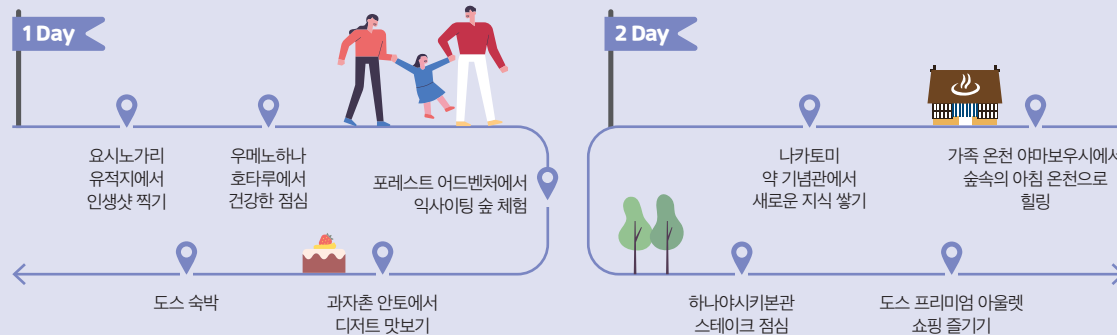 1 Day
요시노가리
유적지에서
인생샷 찍기
우메노하나
호타루에서
건강한 점심
포레스트 어드벤처에서
익사이팅 숲 체험
과자촌 안토에서
디저트 맛보기
도스 숙박
2 Day
가족 온천 야마보우시에서
숲속의 아침 온천으로
힐링
나카토미
약 기념관에서
새로운 지식 쌓기
하나야시키본관
스테이크 점심
도스 프리미엄 아울렛
쇼핑 즐기기